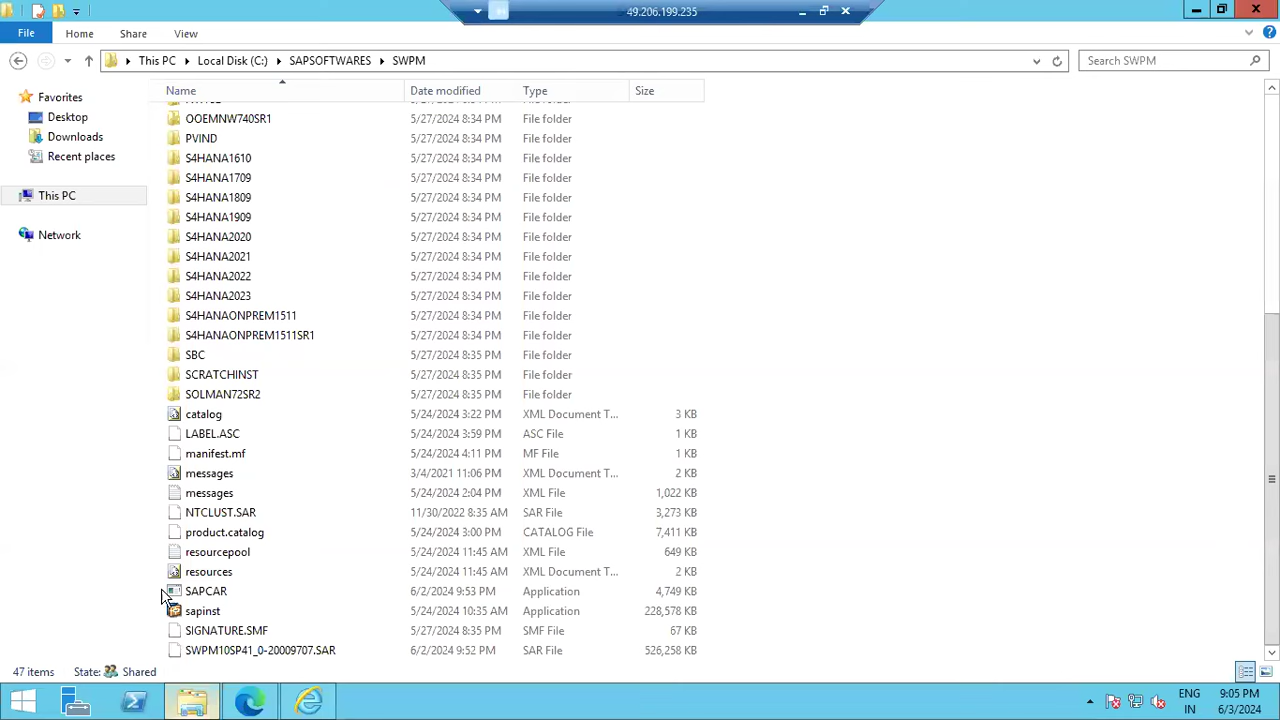 49.206.199.235
File Home Share View
This PC Local Disk (C:) SAPSOFTWARES SWPM Search SWPM
Name Date modified Type Size
Favorites
Desktop
Downloads
Recent places
This PC
Network
OOEMNW740SR1 5/27/2024 8:34 PM File folder
PVIND 5/27/2024 8:34 PM File folder
S4HANA1610 5/27/2024 8:34 PM File folder
S4HANA1709 5/27/2024 8:34 PM File folder
S4HANA1809 5/27/2024 8:34 PM File folder
S4HANA1909 5/27/2024 8:34 PM File folder
S4HANA2020 5/27/2024 8:34 PM File folder
S4HANA2021 5/27/2024 8:34 PM File folder
S4HANA2022 5/27/2024 8:34 PM File folder
S4HANA2023 5/27/2024 8:34 PM File folder
S4HANAONPREM1511 5/27/2024 8:34 PM File folder
S4HANAONPREM1511SR1 5/27/2024 8:34 PM File folder
SBC 5/27/2024 8:35 PM File folder
SCRATCHINST 5/27/2024 8:35 PM File folder
SOLMAN72SR2 5/27/2024 8:35 PM File folder
catalog 5/24/2024 3:22 PM XML Document T... 3 KB
LABEL.ASC 5/24/2024 3:59 PM ASC File 1 KB
manifest.mf 5/24/2024 4:11 PM MF File 1 KB
messages 3/4/2021 11:06 PM XML Document T... 2 KB
messages 5/24/2024 2:04 PM XML File 1,022 KB
NTCLUST.SAR 11/30/2022 8:35 AM SAR File 3,273 KB
product.catalog 5/24/2024 3:00 PM CATALOG File 7,411 KB
resourcepool 5/24/2024 11:45 AM XML File 649 KB
resources 5/24/2024 11:45 AM XML Document T... 2 KB
SAPCAR 6/2/2024 9:53 PM Application 4,749 KB
sapinst 5/24/2024 10:35 AM Application 228,578 KB
SIGNATURE.SMF 5/27/2024 8:35 PM SMF File 67 KB
SWPM10SP41_0-20009707.SAR 6/2/2024 9:52 PM SAR File 526,258 KB
47 items State: Shared
ENG 9:05 PM
IN 6/3/2024